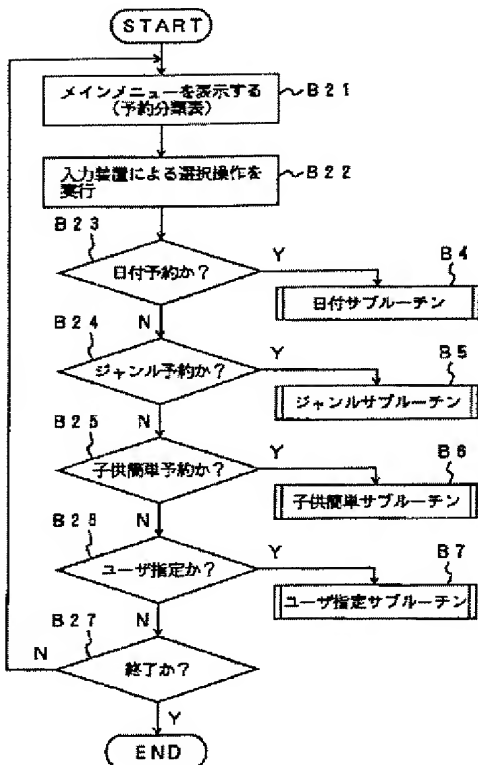 START
メインメニューを表示する
(予約分類表)
B21
入力装置による選択操作を
実行
B22
B23
日付予約か?
Y
B4
日付サブルーチン
N
B24
ジャンル予約か?
Y
B5
ジャンルサブルーチン
N
B25
子供簡単予約か?
Y
B6
子供簡単サブルーチン
N
B26
ユーザ指定か?
Y
B7
ユーザ指定サブルーチン
N
B27
N
終了か?
Y
END